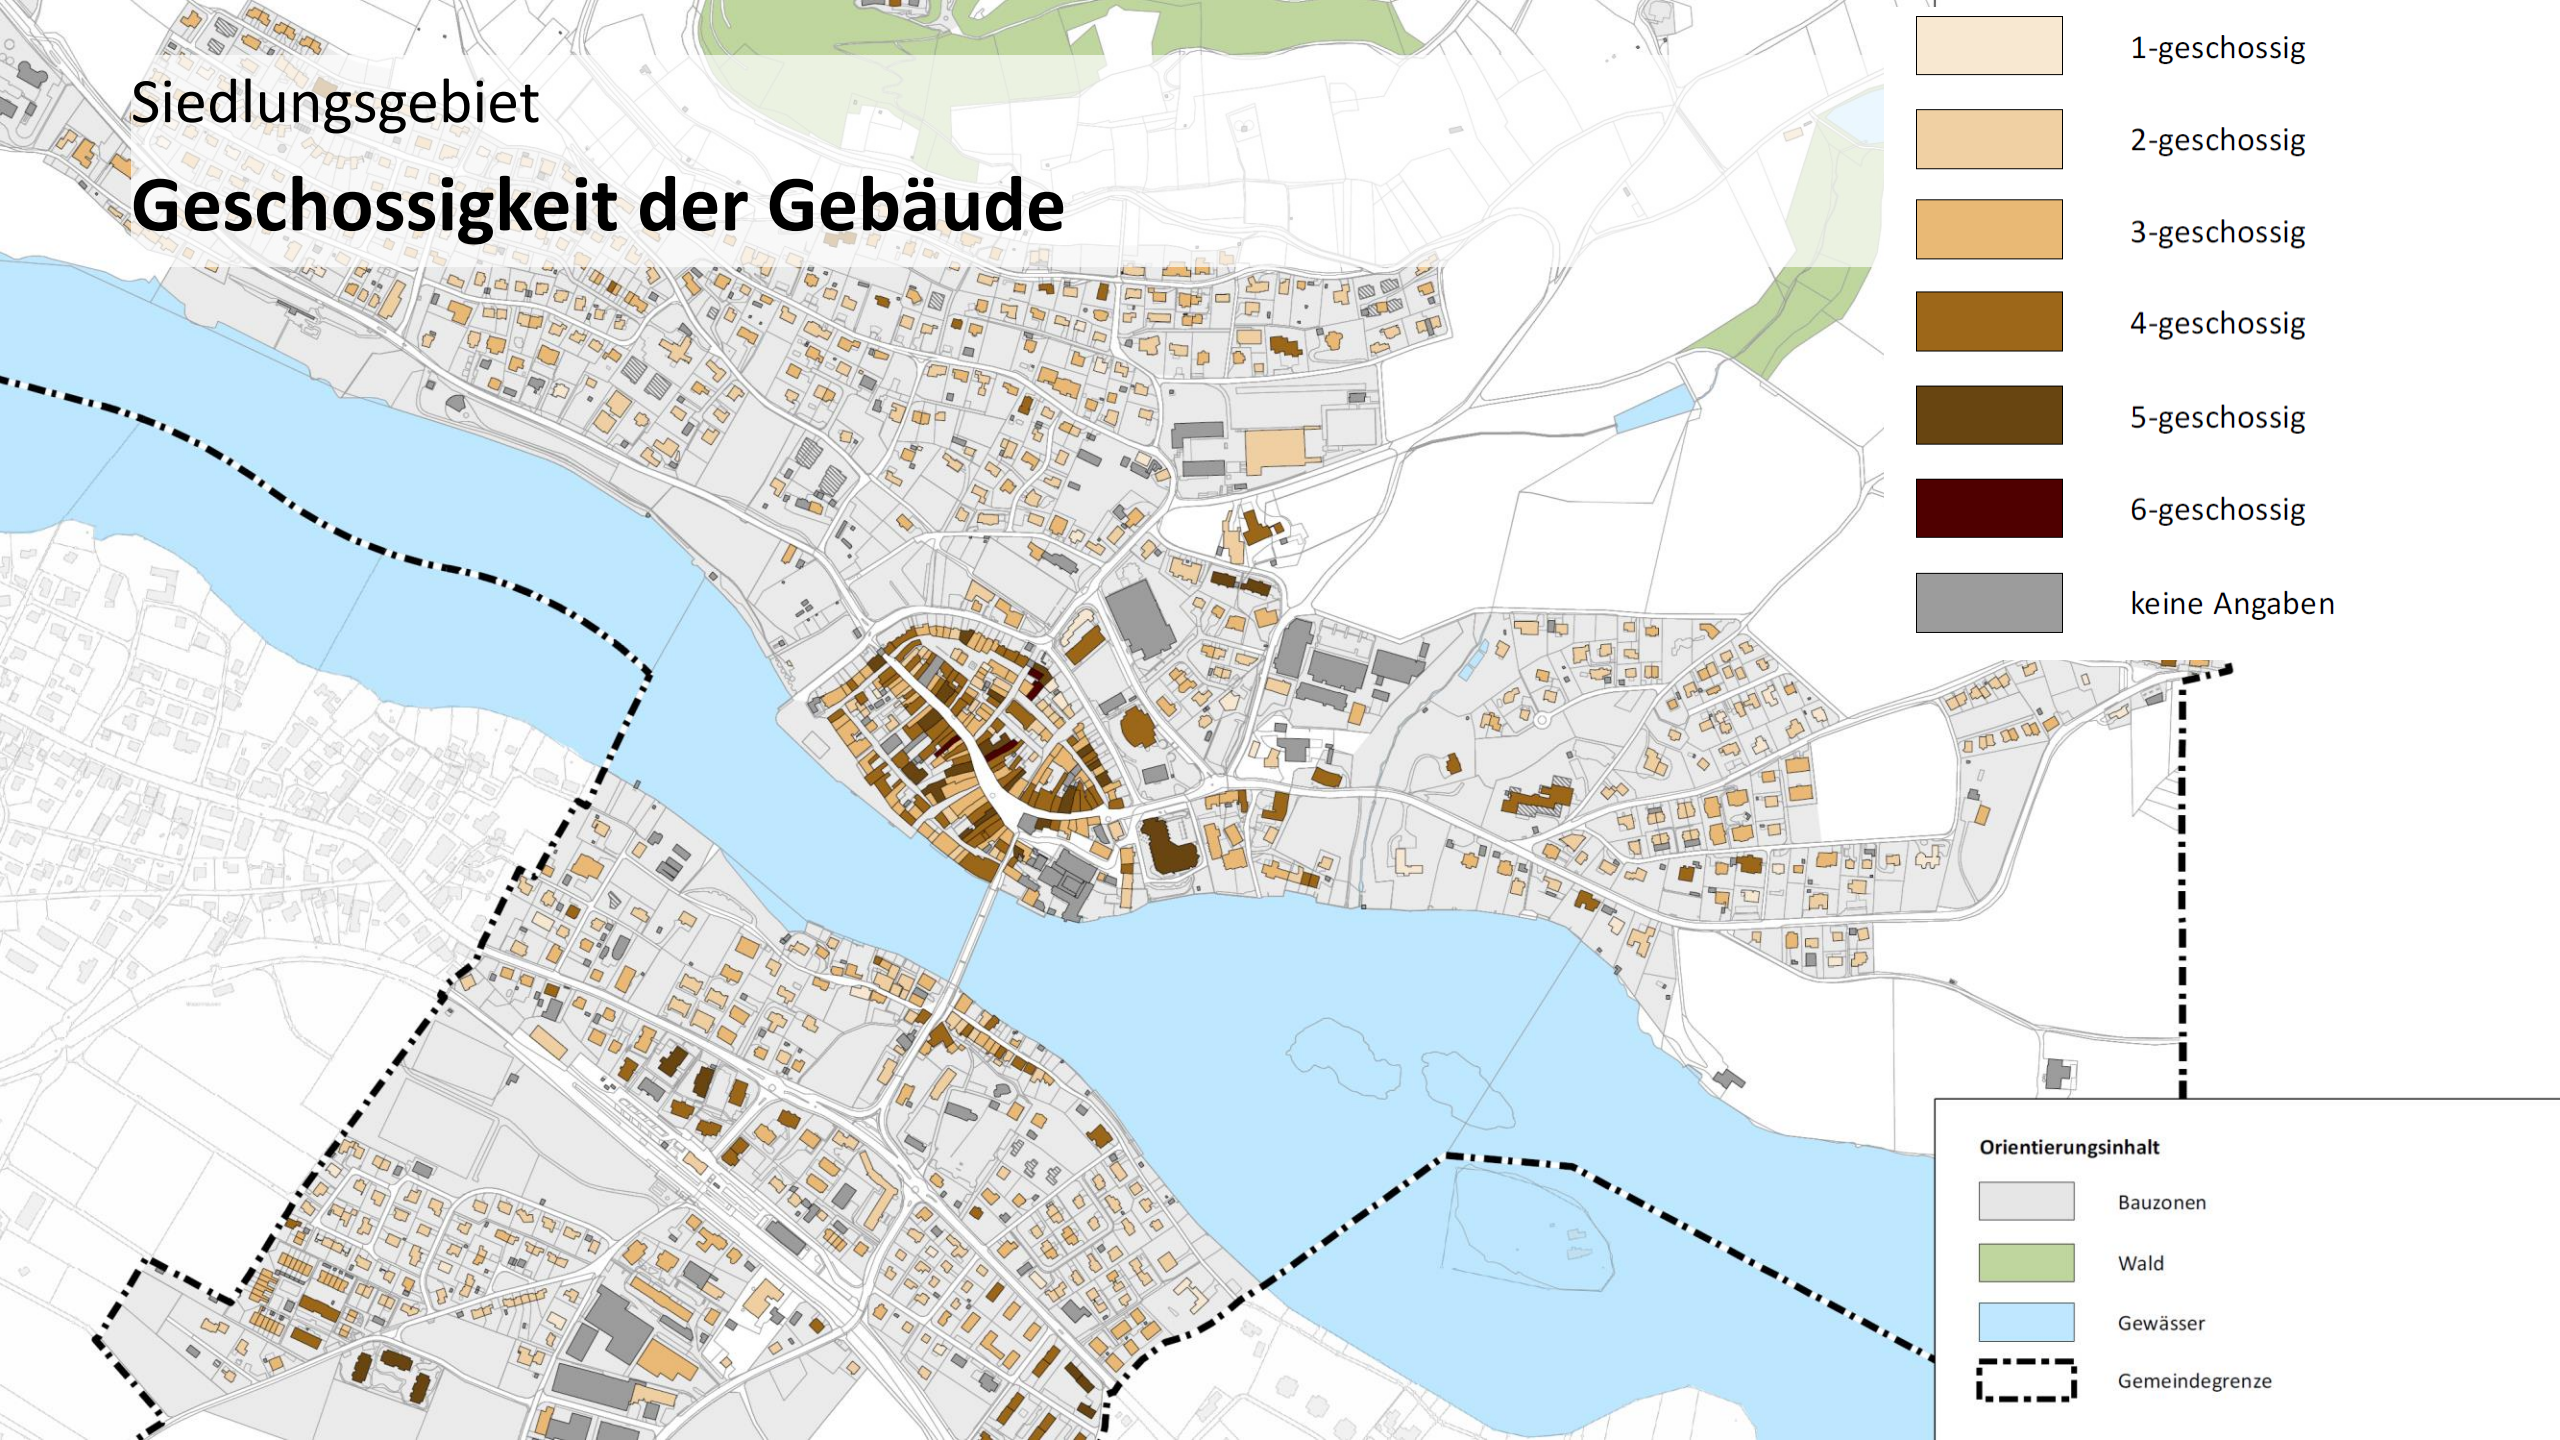 Siedlungsgebiet
Geschossigkeit der Gebäude
1-geschossig
2-geschossig
3-geschossig
4-geschossig
5-geschossig
6-geschossig
keine Angaben
Orientierungsinhalt
Bauzonen
Wald
Gewässer
Gemeindegrenze